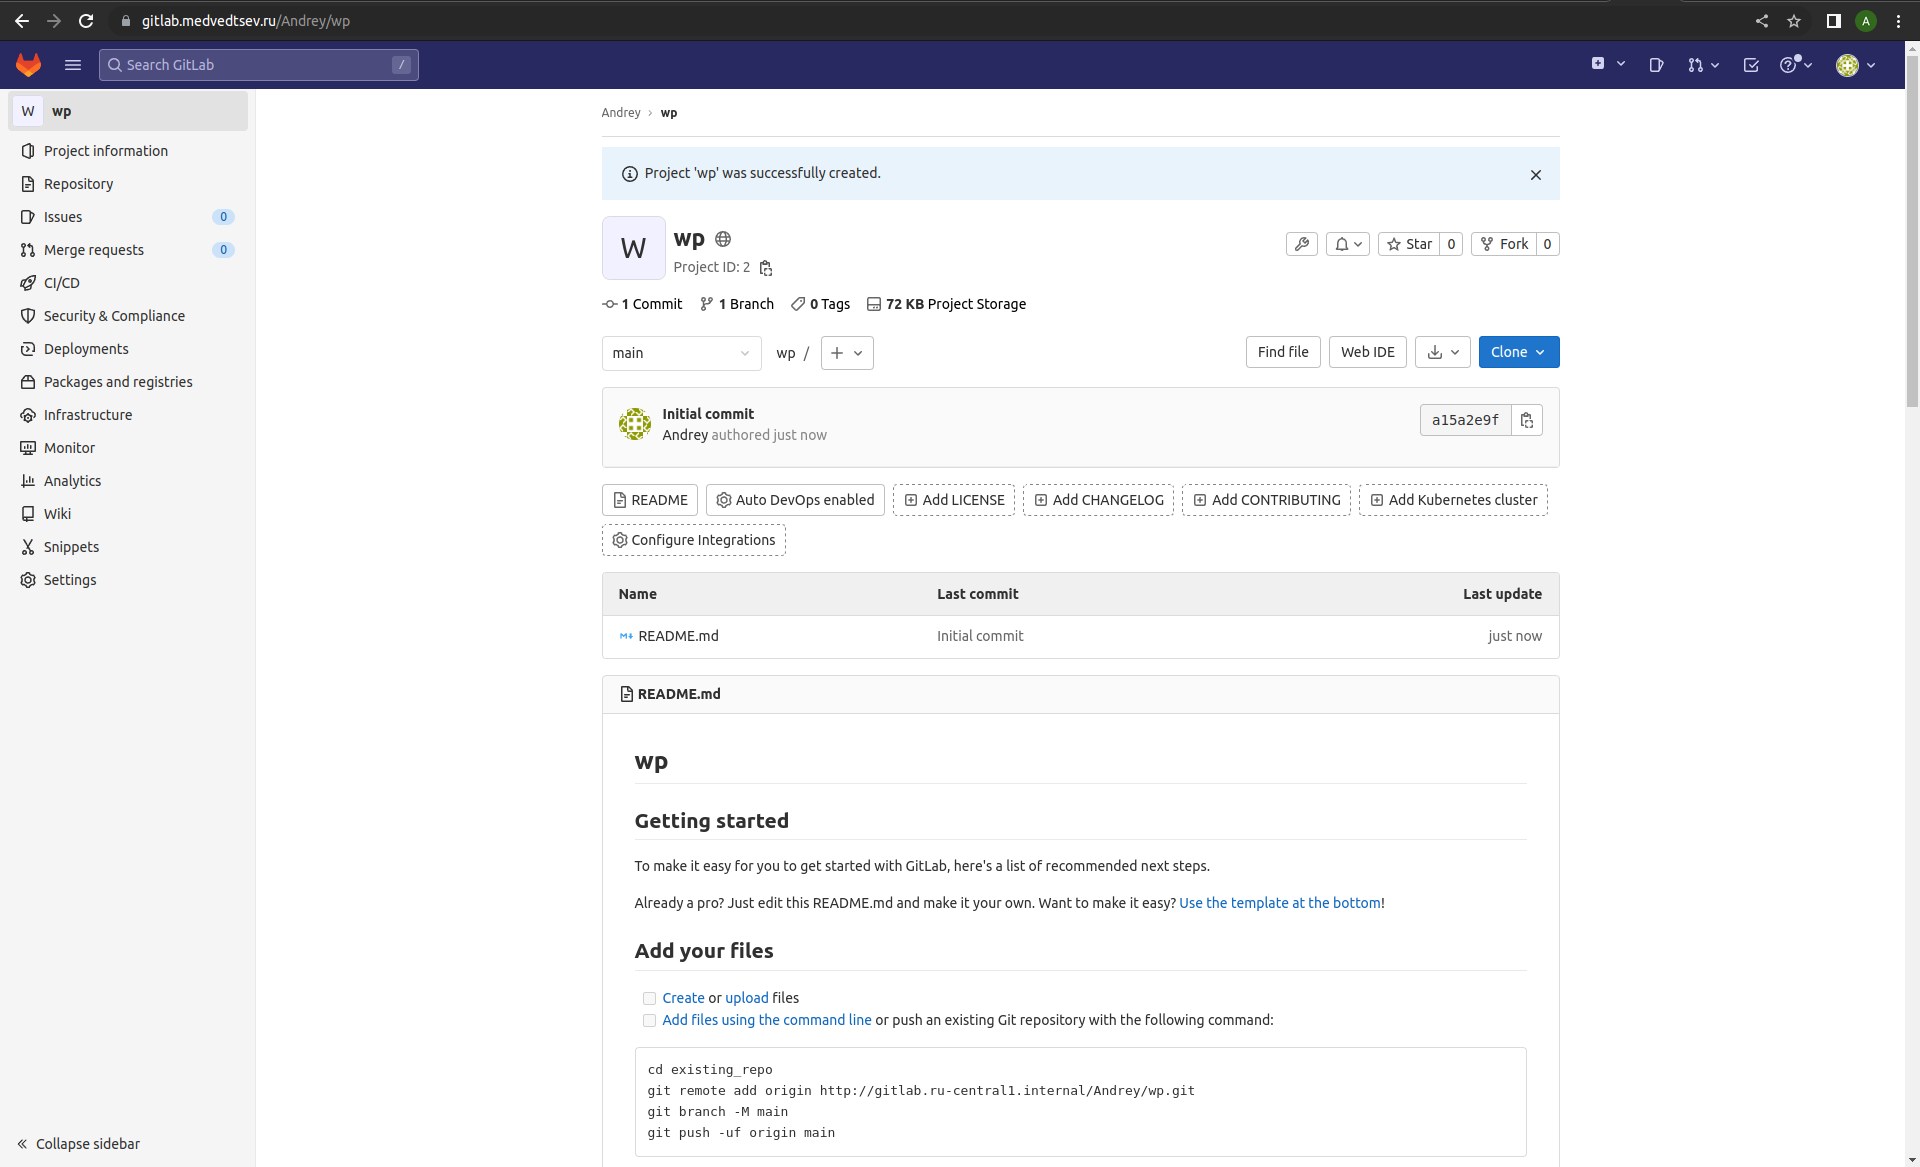 gitlab.medvedtsev.ru/Andrey/wp
A
Search GitLab /
W wp
Project information
Repository
Issues 0
Merge requests 0
CI/CD
Security & Compliance
Deployments
Packages and registries
Infrastructure
Monitor
Analytics
Wiki
Snippets
Settings
Collapse sidebar
Andrey › wp
Project 'wp' was successfully created.
W
wp
Project ID: 2
Star 0
Fork 0
1 Commit 1 Branch 0 Tags 72 KB Project Storage
main wp / + Find file Web IDE Clone
Initial commit
Andrey authored just now
a15a2e9f
README Auto DevOps enabled Add LICENSE Add CHANGELOG Add CONTRIBUTING Add Kubernetes cluster
Configure Integrations
Name Last commit Last update
README.md Initial commit just now
README.md
wp
Getting started
To make it easy for you to get started with GitLab, here's a list of recommended next steps.
Already a pro? Just edit this README.md and make it your own. Want to make it easy? Use the template at the bottom!
Add your files
Create or upload files
Add files using the command line or push an existing Git repository with the following command:
cd existing_repo
git remote add origin http://gitlab.ru-central1.internal/Andrey/wp.git
git branch -M main
git push -uf origin main